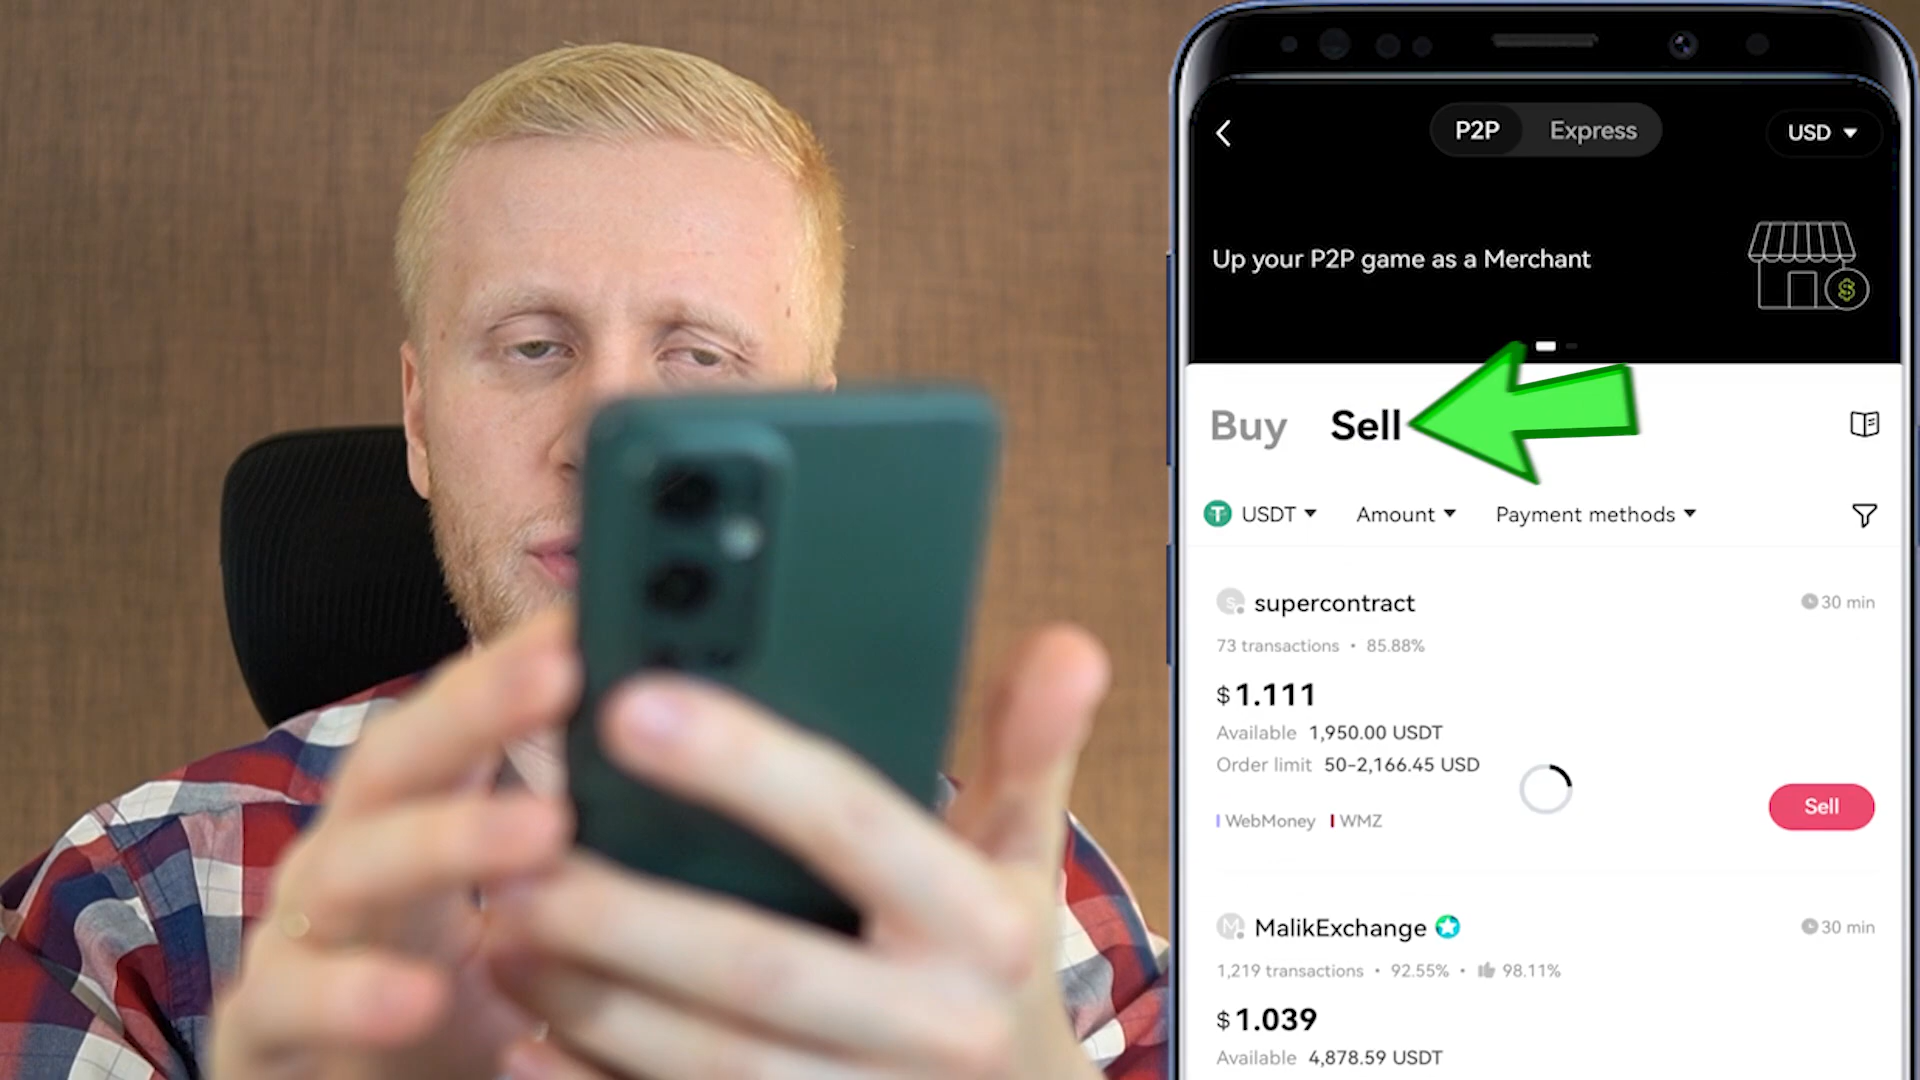 P2P Express USD
Up your P2P game as a Merchant
Buy Sell
USDT Amount Payment methods
supercontract 30 min
73 transactions • 85.88%
$1.111
Available 1,950.00 USDT
Order limit 50-2,166.45 USD
WebMoney WMZ Sell
MalikExchange 30 min
1,219 transactions • 92.55% • 98.11%
$1.039
Available 4,878.59 USDT